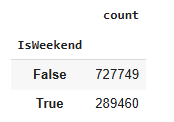 count
IsWeekend
False 727749
True 289460